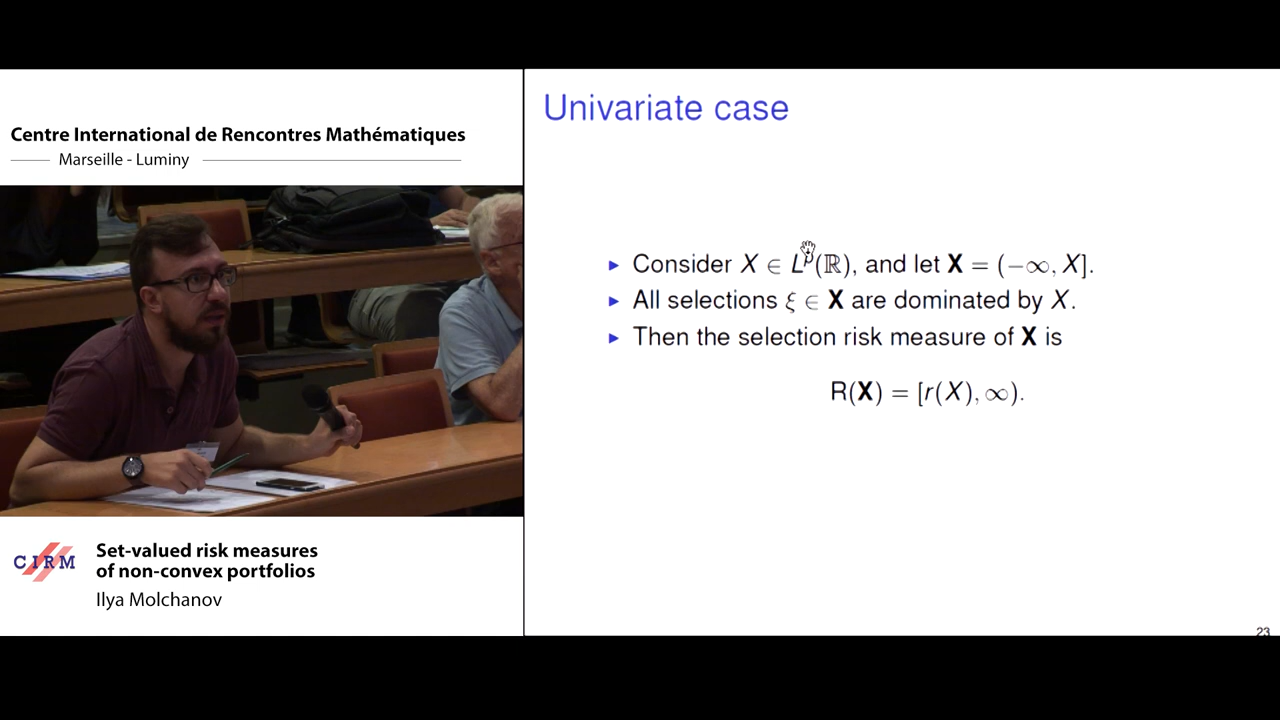 Centre International de Rencontres Mathématiques
Marseille - Luminy
CIRM
Set-valued risk measures
of non-convex portfolios
Ilya Molchanov
Univariate case
► Consider X ∈ Lᵖ(ℝ), and let 𝐗 = (−∞, X].
► All selections ξ ∈ 𝐗 are dominated by X.
► Then the selection risk measure of 𝐗 is
R(𝐗) = [r(X), ∞).
23